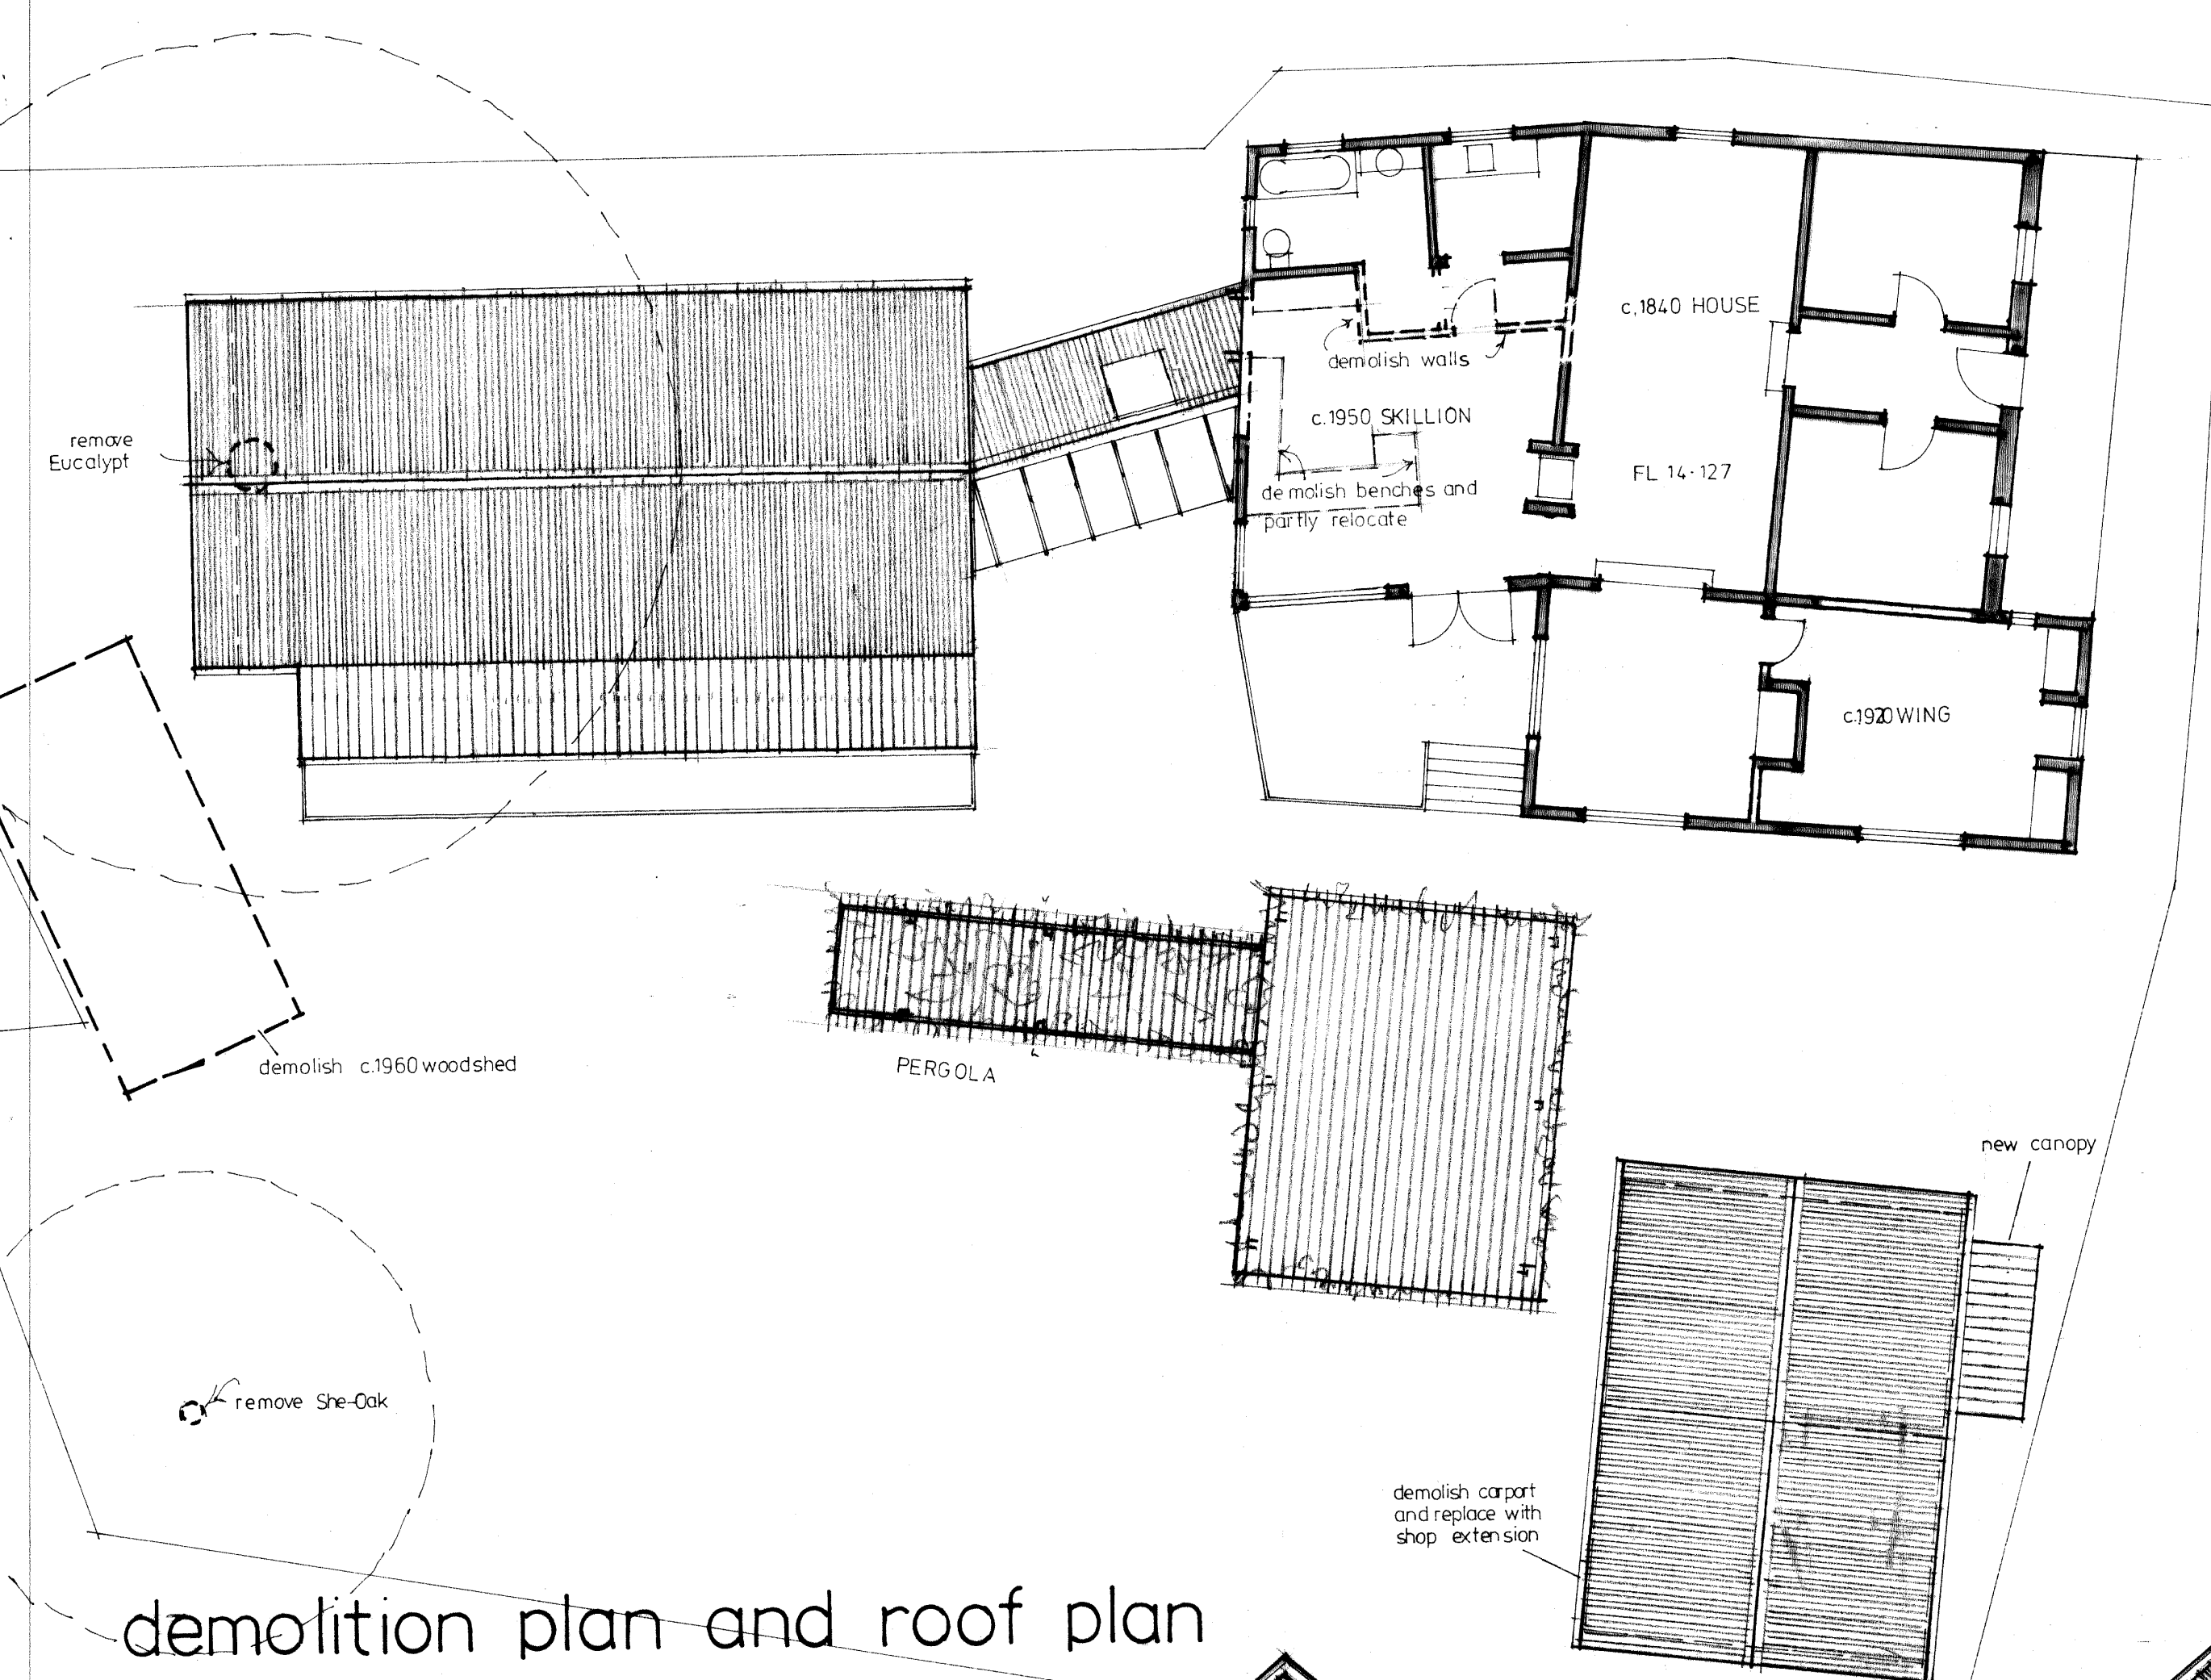 c.1840 HOUSE
demolish walls
c.1950 SKILLION
remove
Eucalypt
FL 14·127
demolish benches and
partly relocate
c.1920 WING
demolish c.1960 woodshed
PERGOLA
new canopy
remove She-Oak
demolish carport
and replace with
shop extension
demolition plan and roof plan